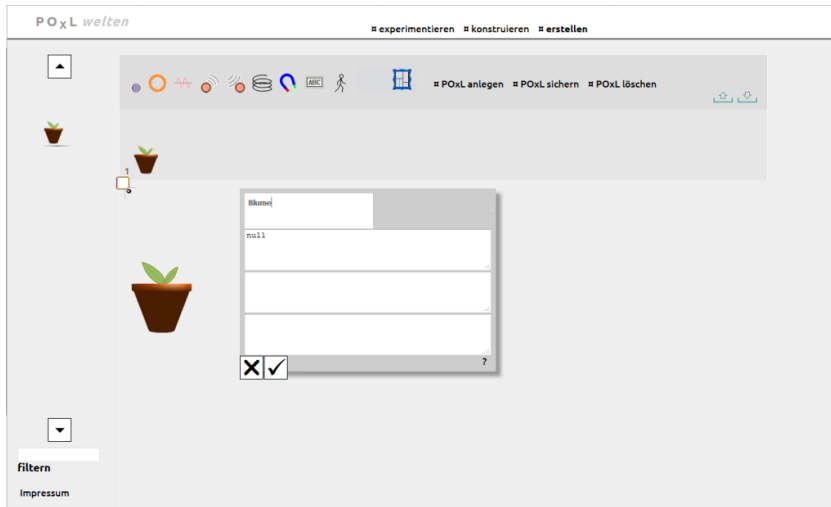 POxL welten
¤ experimentieren ¤ konstruieren ¤ erstellen
ABC
¤ POxL anlegen ¤ POxL sichern ¤ POxL löschen
1
Blume
null
?
filtern
Impressum